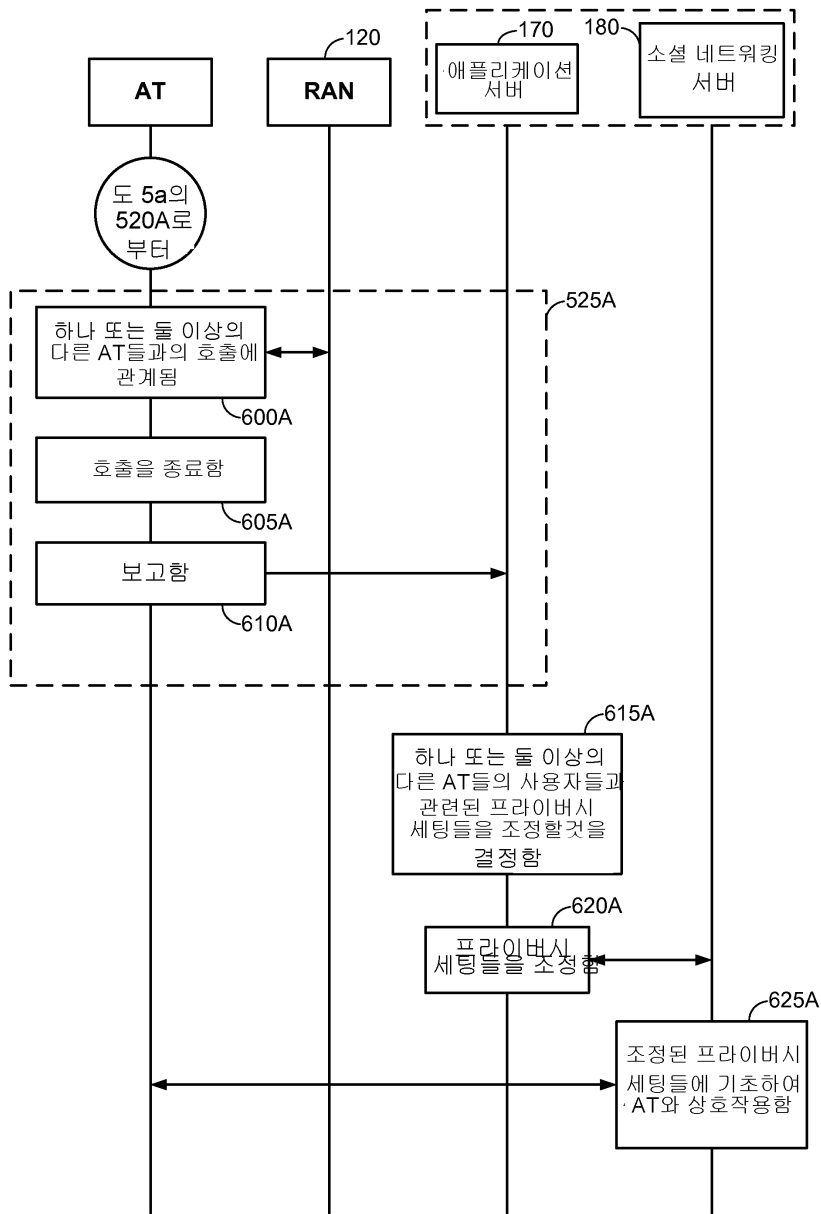 AT
RAN
120
애플리케이션
서버
170
소셜 네트워킹
서버
180
도 5a의
520A로
부터
525A
하나 또는 둘 이상의
다른 AT들과의 호출에
관계됨
600A
호출을 종료함
605A
보고함
610A
615A
하나 또는 둘 이상의
다른 AT들의 사용자들과
관련된 프라이버시
세팅들을 조정할것을
결정함
620A
프라이버시
세팅들을 조정함
625A
조정된 프라이버시
세팅들에 기초하여
AT와 상호작용함